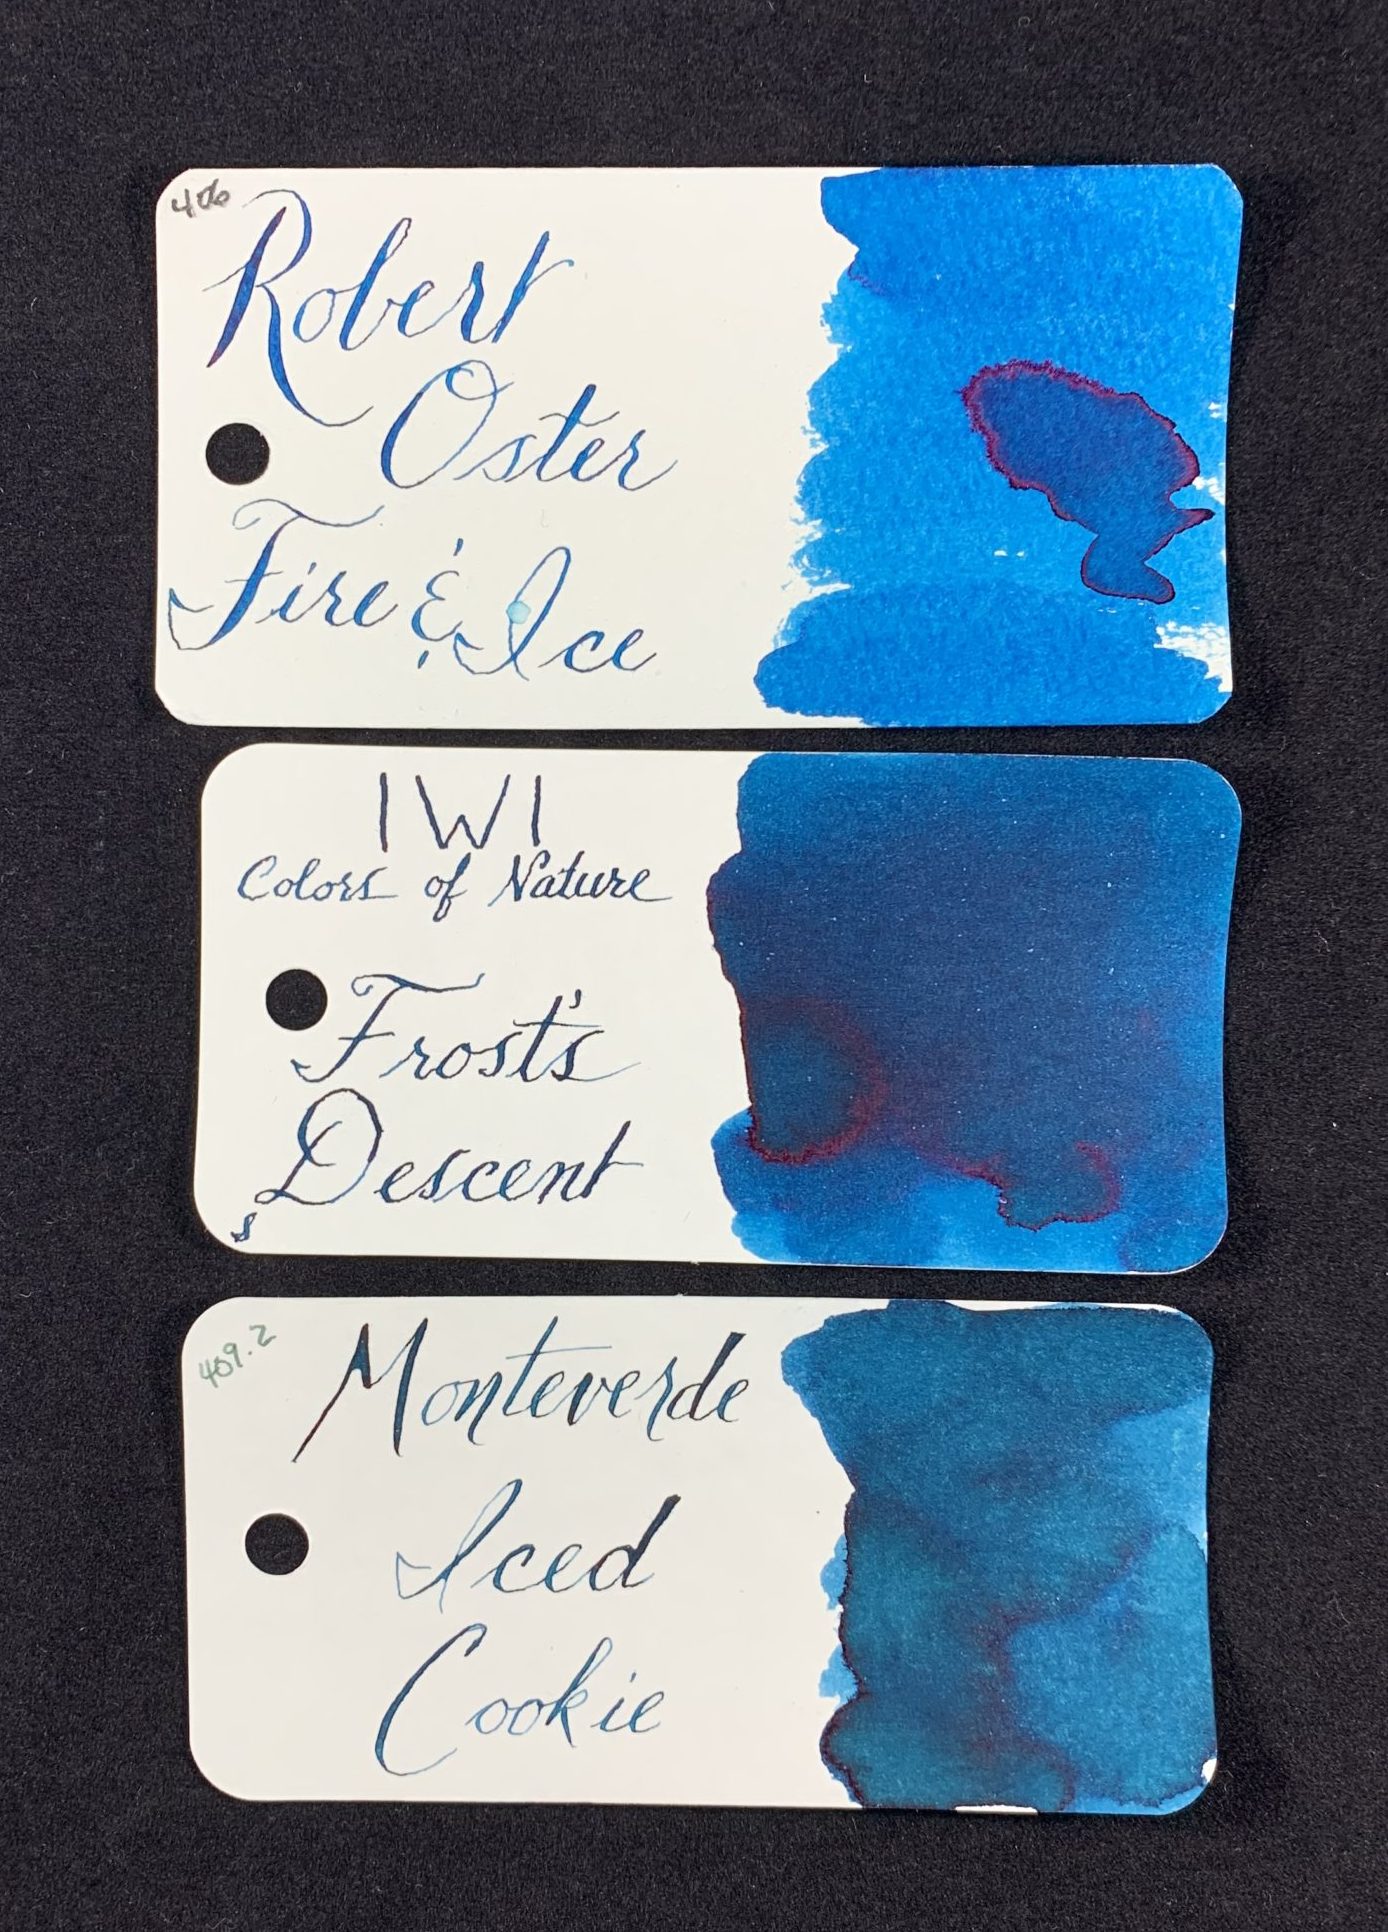 406
Robert
Oster
Fire & Ice
IWI
Colors of Nature
Frost's
Descent
s
409.2
Monteverde
Iced
Cookie